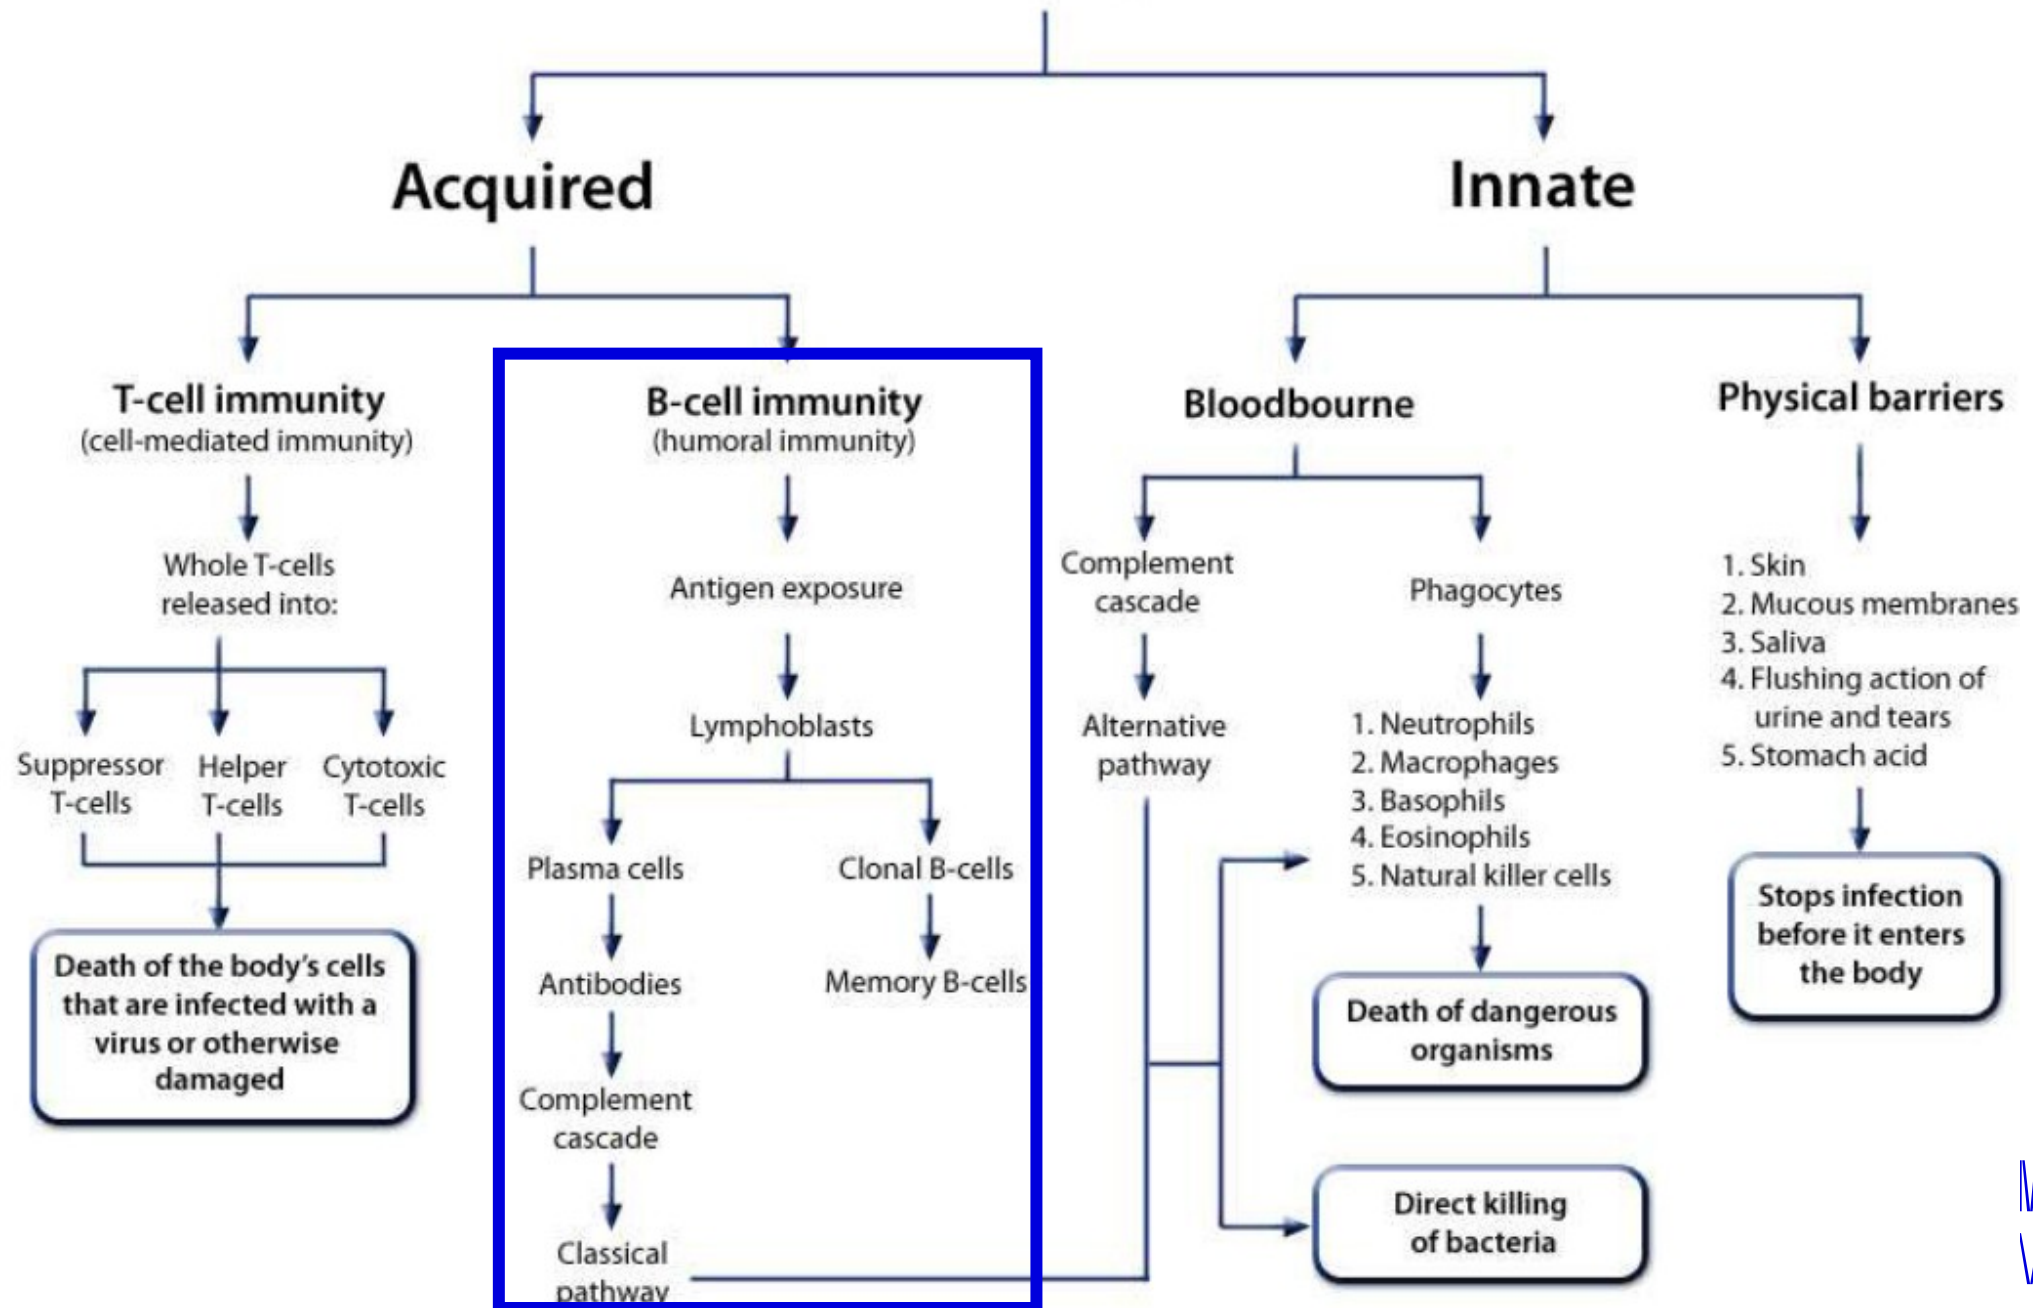 Acquired
Innate
T-cell immunity
(cell-mediated immunity)
B-cell immunity
(humoral immunity)
Bloodbourne
Physical barriers
Whole T-cells
released into:
Antigen exposure
Complement
cascade
Phagocytes
1. Skin
2. Mucous membranes
3. Saliva
4. Flushing action of
urine and tears
5. Stomach acid
Lymphoblasts
Alternative
pathway
1. Neutrophils
2. Macrophages
3. Basophils
4. Eosinophils
5. Natural killer cells
Suppressor
T-cells
Helper
T-cells
Cytotoxic
T-cells
Plasma cells
Clonal B-cells
Stops infection
before it enters
the body
Death of the body's cells
that are infected with a
virus or otherwise
damaged
Antibodies
Memory B-cells
Death of dangerous
organisms
Complement
cascade
Direct killing
of bacteria
Classical
pathway